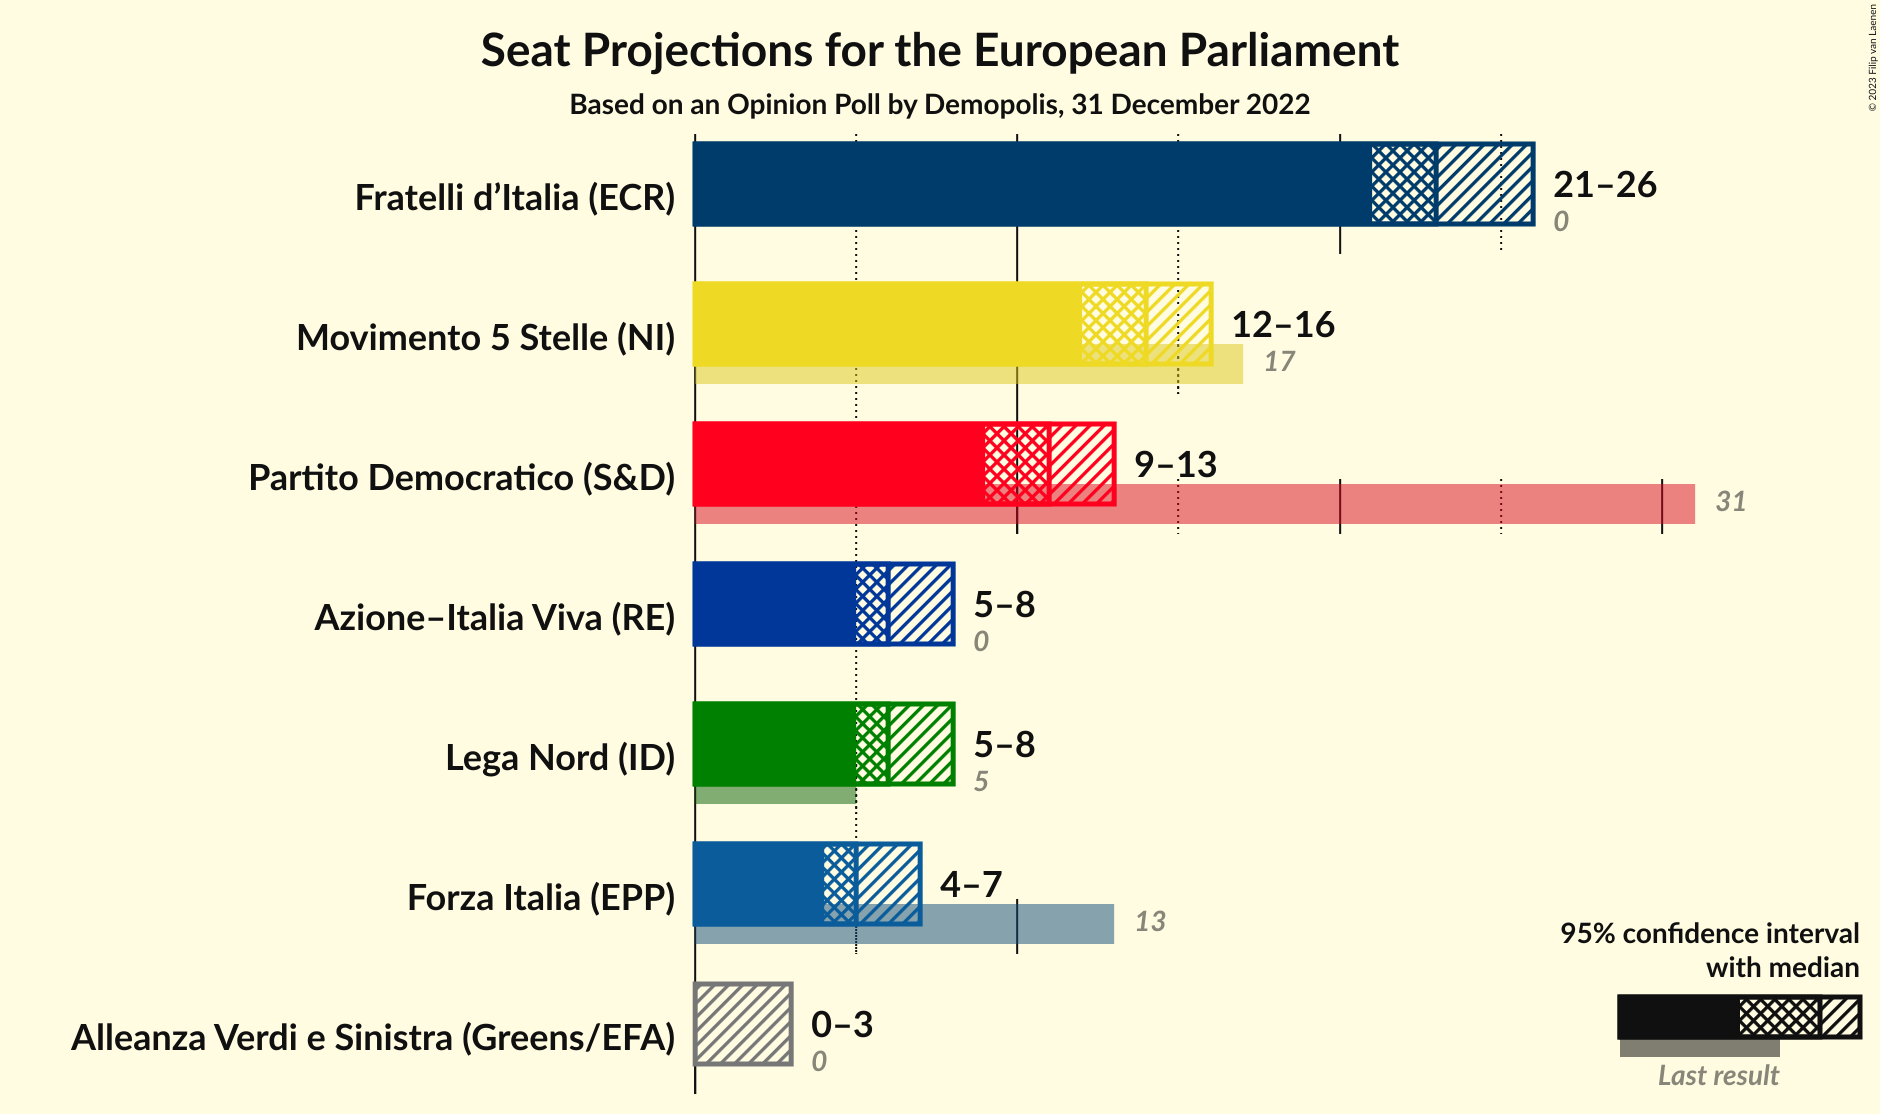 Seat Projections for the European Parliament
Based on an Opinion Poll by Demopolis, 31 December 2022
© 2023 Filip van Laenen
Fratelli d’Italia (ECR)
21–26
0
Movimento 5 Stelle (NI)
12–16
17
Partito Democratico (S&D)
9–13
31
Azione–Italia Viva (RE)
5–8
0
Lega Nord (ID)
5–8
5
Forza Italia (EPP)
4–7
13
Alleanza Verdi e Sinistra (Greens/EFA)
0–3
0
95% confidence interval
with median
Last result